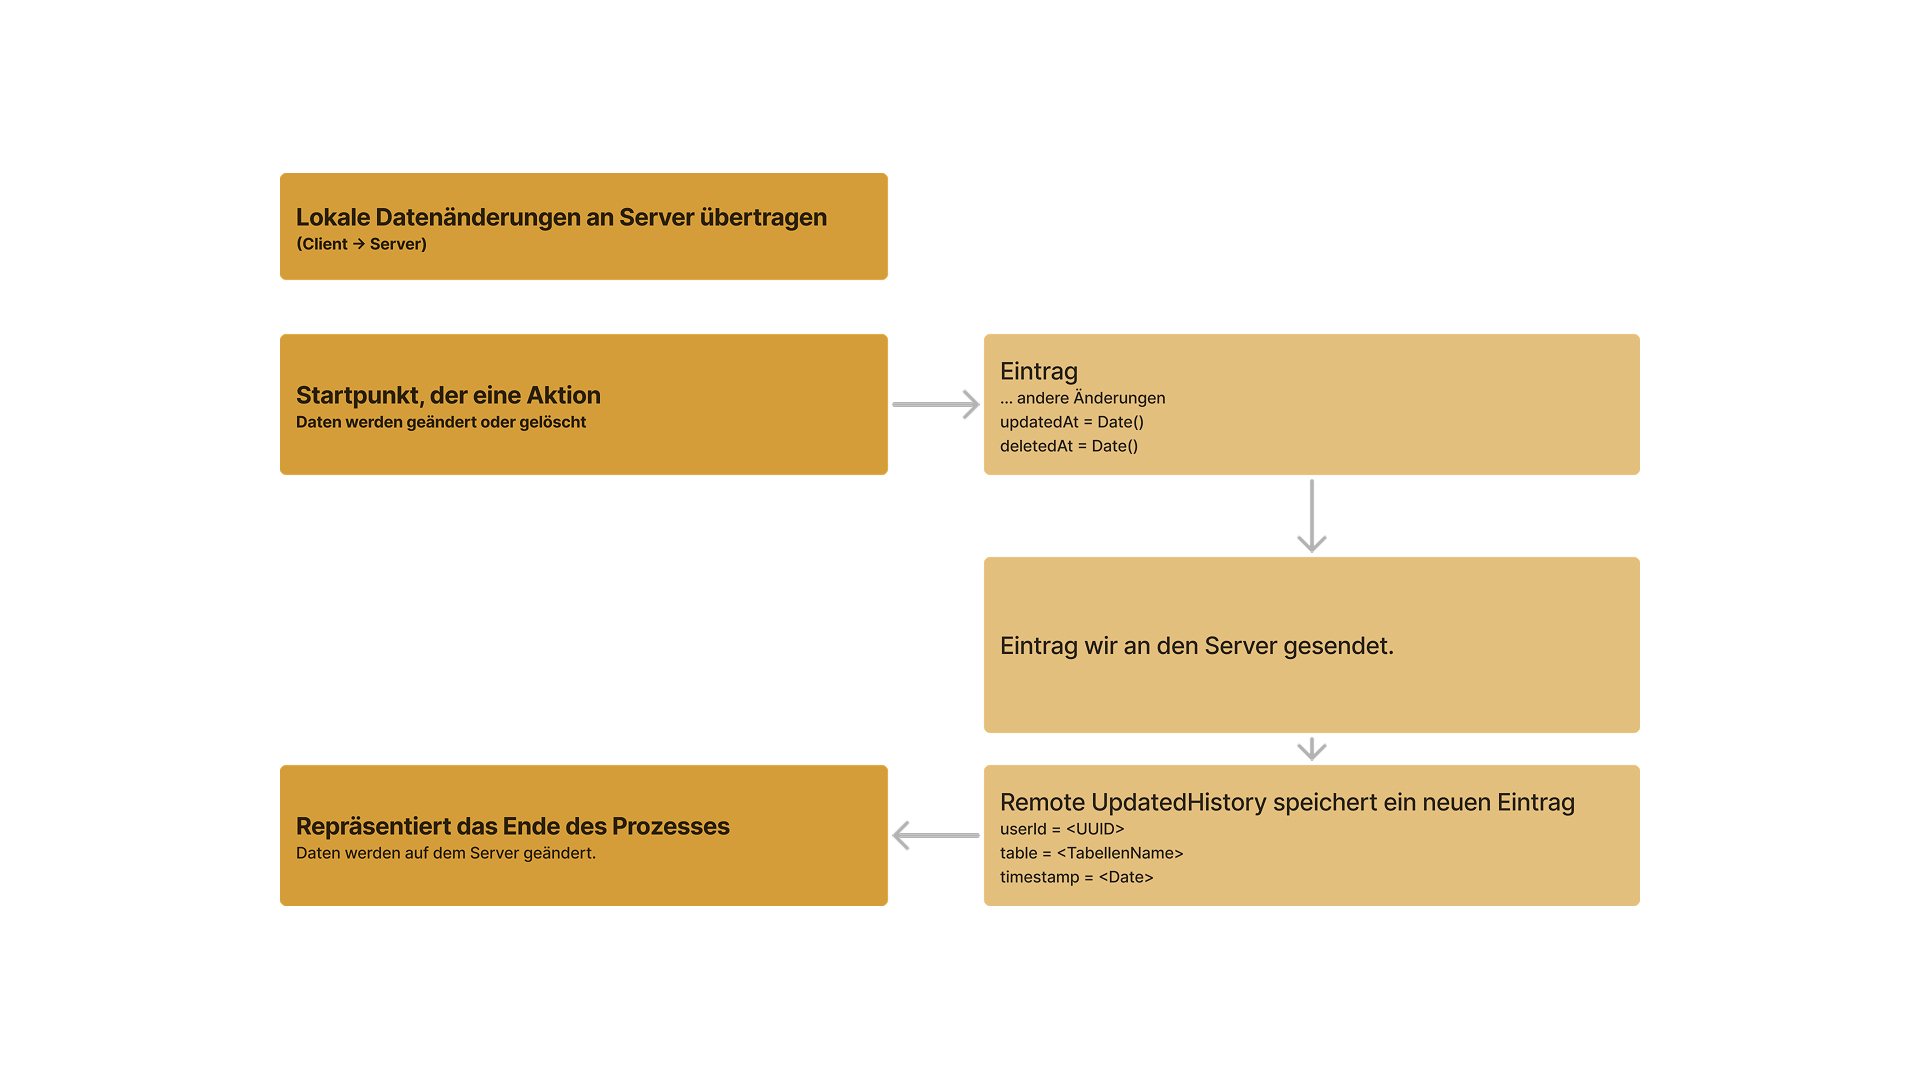 Lokale Datenänderungen an Server übertragen
(Client → Server)
Startpunkt, der eine Aktion
Daten werden geändert oder gelöscht
Eintrag
... andere Änderungen
updatedAt = Date()
deletedAt = Date()
Eintrag wir an den Server gesendet.
Remote UpdatedHistory speichert ein neuen Eintrag
userId = <UUID>
table = <TabellenName>
timestamp = <Date>
Repräsentiert das Ende des Prozesses
Daten werden auf dem Server geändert.